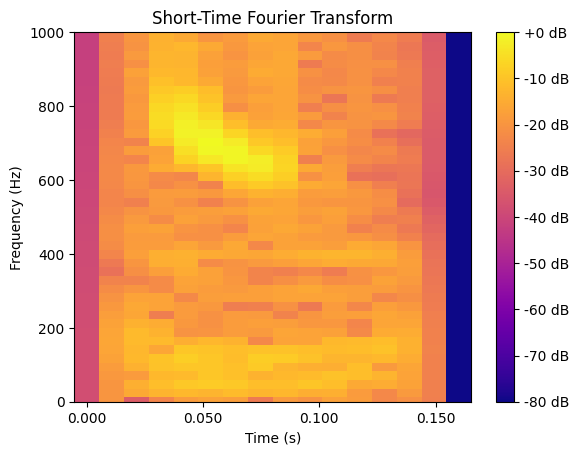 Short-Time Fourier Transform
1000
800
600
400
200
0
Frequency (Hz)
0.000
0.050
0.100
0.150
Time (s)
+0 dB
-10 dB
-20 dB
-30 dB
-40 dB
-50 dB
-60 dB
-70 dB
-80 dB